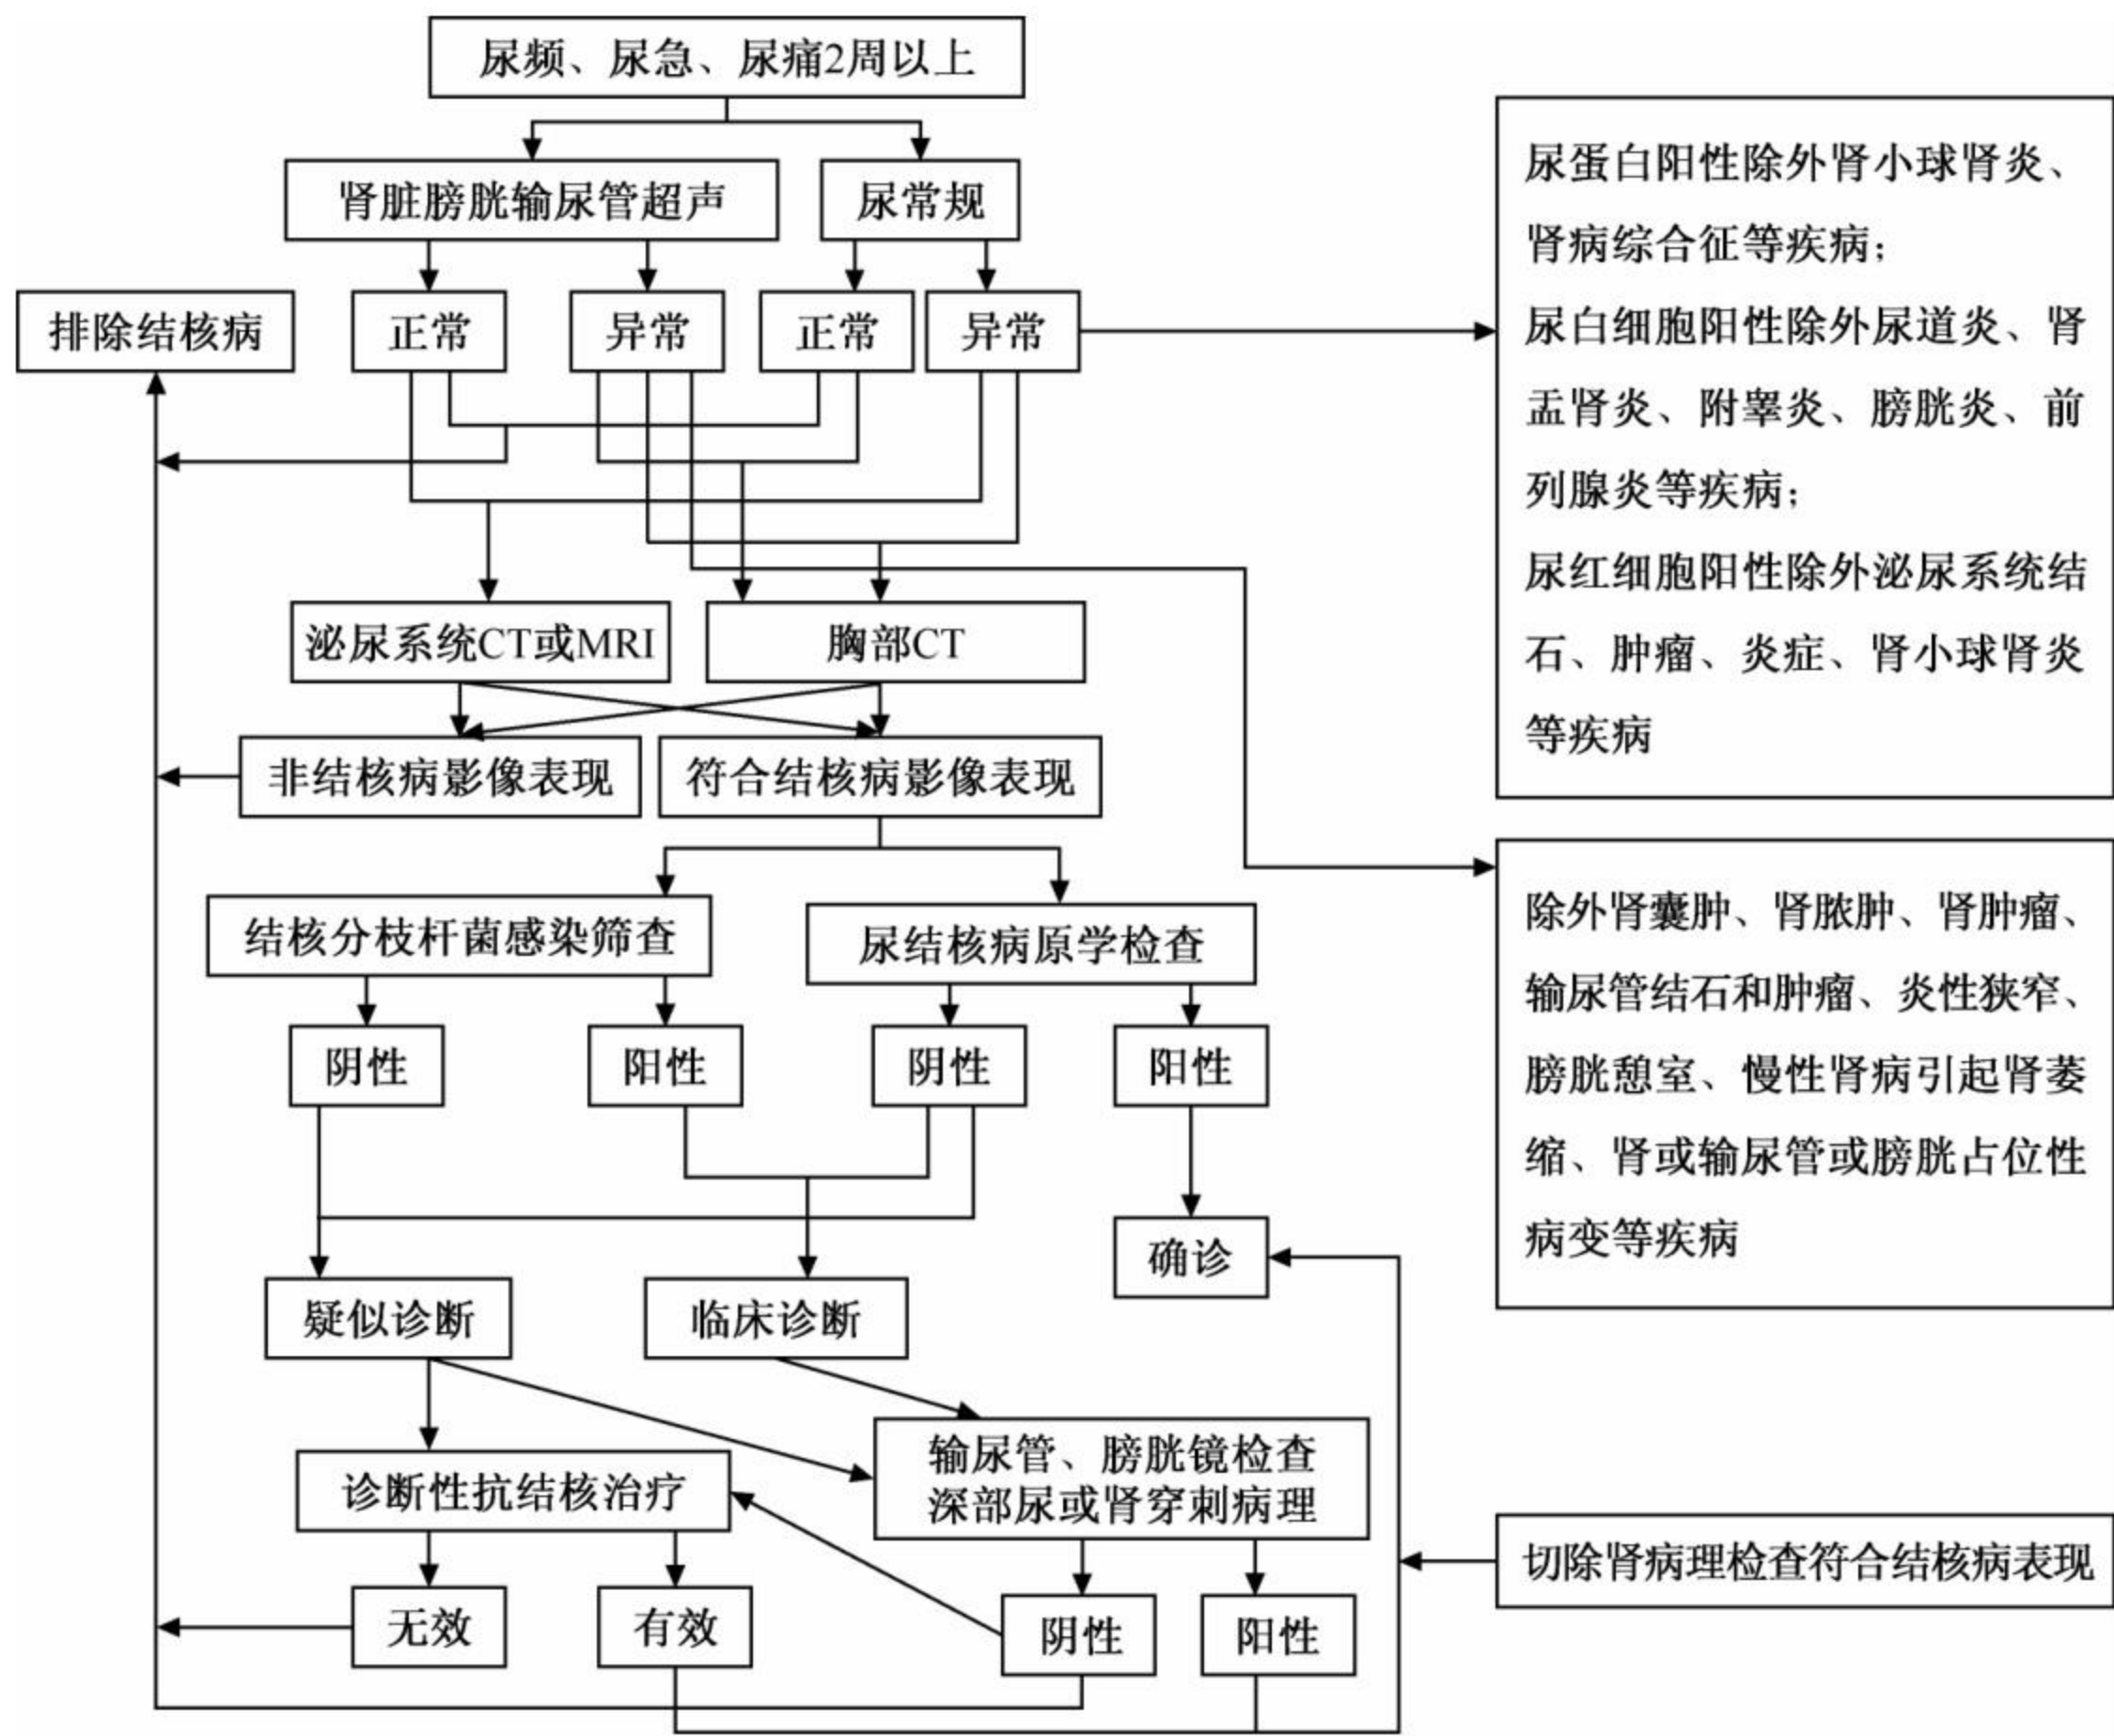 尿频、尿急、尿痛2周以上
肾脏膀胱输尿管超声
尿常规
排除结核病
正常
异常
正常
异常
尿蛋白阳性除外肾小球肾炎、
肾病综合征等疾病；
尿白细胞阳性除外尿道炎、肾
盂肾炎、附睾炎、膀胱炎、前
列腺炎等疾病；
尿红细胞阳性除外泌尿系统结
石、肿瘤、炎症、肾小球肾炎
等疾病
泌尿系统CT或MRI
胸部CT
非结核病影像表现
符合结核病影像表现
结核分枝杆菌感染筛查
尿结核病原学检查
除外肾囊肿、肾脓肿、肾肿瘤、
输尿管结石和肿瘤、炎性狭窄、
膀胱憩室、慢性肾病引起肾萎
缩、肾或输尿管或膀胱占位性
病变等疾病
阴性
阳性
阴性
阳性
确诊
疑似诊断
临床诊断
诊断性抗结核治疗
输尿管、膀胱镜检查
深部尿或肾穿刺病理
切除肾病理检查符合结核病表现
无效
有效
阴性
阳性